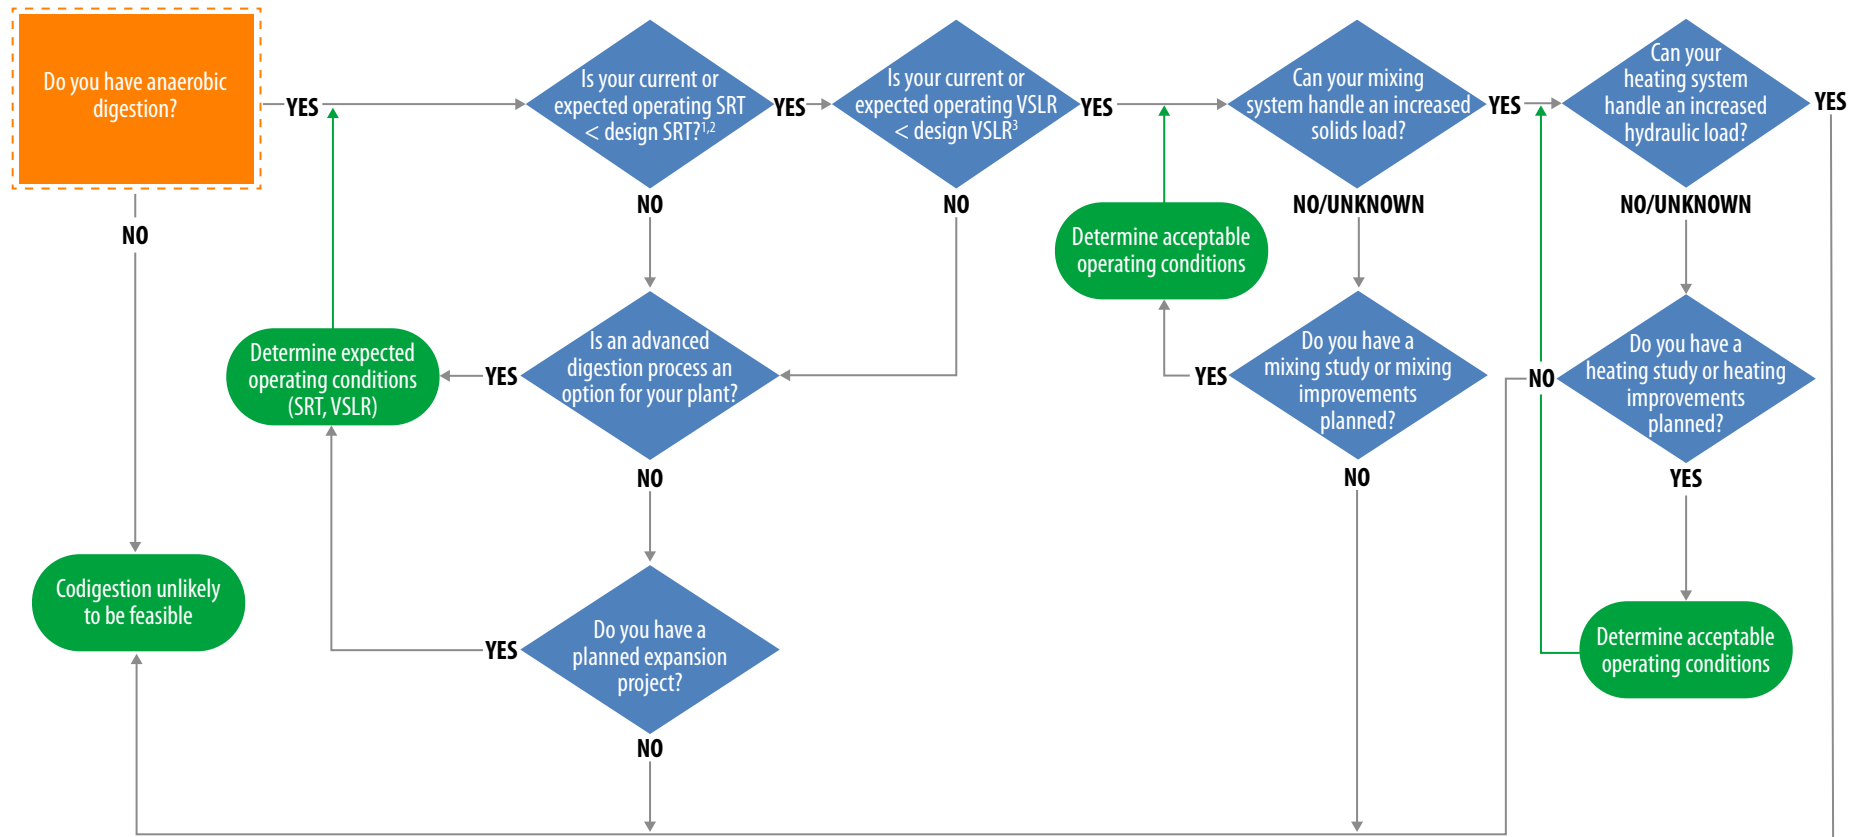 Do you have anaerobic
digestion?
YES
NO
Is your current or
expected operating SRT
< design SRT?1,2
YES
NO
Is your current or
expected operating VSLR
< design VSLR3
YES
NO
Can your mixing
system handle an increased
solids load?
YES
NO/UNKNOWN
Can your
heating system
handle an increased
hydraulic load?
YES
NO/UNKNOWN
Determine acceptable
operating conditions
Determine expected
operating conditions
(SRT, VSLR)
YES
Is an advanced
digestion process an
option for your plant?
NO
YES
Do you have a
mixing study or mixing
improvements
planned?
NO
NO
Do you have a
heating study or heating
improvements
planned?
YES
Codigestion unlikely
to be feasible
YES
Do you have a
planned expansion
project?
NO
Determine acceptable
operating conditions